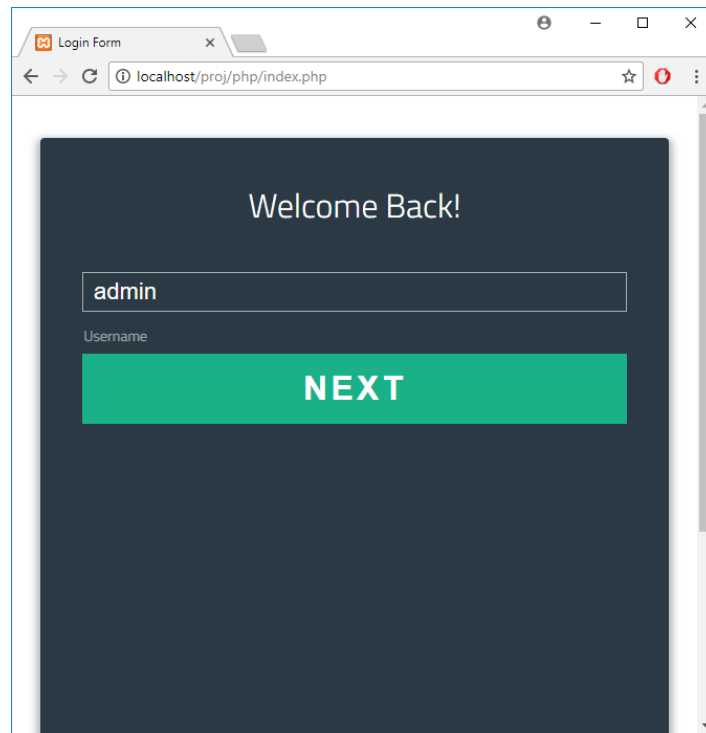 Login Form
localhost/proj/php/index.php
Welcome Back!
admin
Username
NEXT